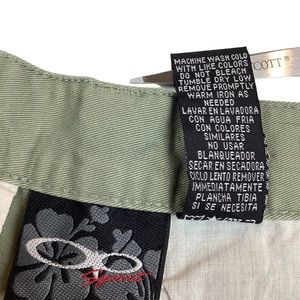 MACHINE WASH COLD
WITH LIKE COLORS
DO NOT BLEACH
TUMBLE DRY LOW
REMOVE PROMPTLY
WARM IRON AS
NEEDED
LAVAR EN LAVADORA
CON AGUA FRIA
CON COLORES
SIMILARES
NO USAR
BLANQUEADOR
SECAR EN SECADORA
CICLO LENTO REMOVER
IMMEDIATAMENTE
PLANCHA TIBIA
SI SE NECESITA
COTT®